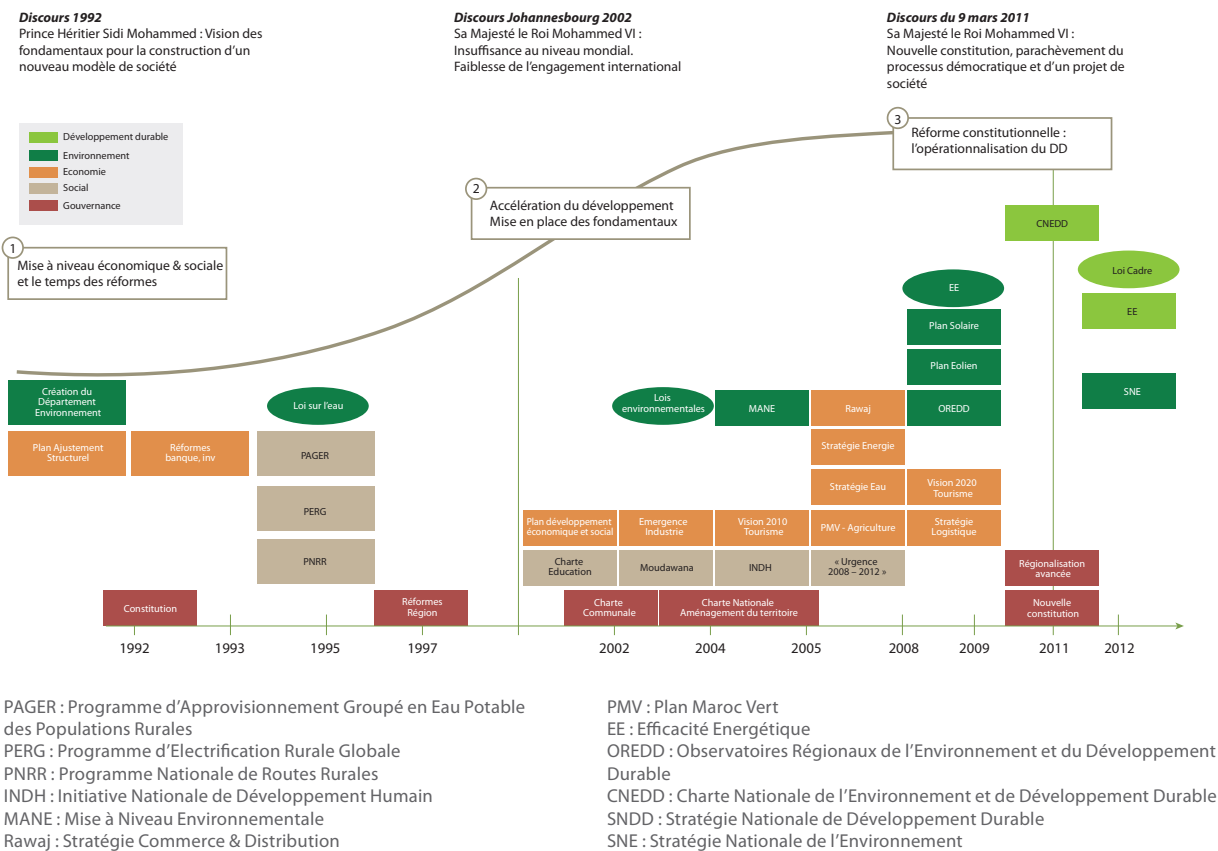 Discours 1992
Prince Héritier Sidi Mohammed : Vision des
fondamentaux pour la construction d’un
nouveau modèle de société
Discours Johannesbourg 2002
Sa Majesté le Roi Mohammed VI :
Insuffisance au niveau mondial.
Faiblesse de l’engagement international
Discours du 9 mars 2011
Sa Majesté le Roi Mohammed VI :
Nouvelle constitution, parachèvement du
processus démocratique et d’un projet de
société
Développement durable
Environnement
Economie
Social
Gouvernance
1
Mise à niveau économique & sociale
et le temps des réformes
2
Accélération du développement
Mise en place des fondamentaux
3
Réforme constitutionnelle :
l’opérationnalisation du DD
CNEDD
Loi Cadre
EE
EE
Plan Solaire
Plan Eolien
SNE
Création du
Département
Environnement
Loi sur l’eau
Lois
environnementales
MANE
Rawaj
OREDD
Plan Ajustement
Structurel
Réformes
banque, inv
PAGER
Stratégie Energie
PERG
Stratégie Eau
Vision 2020
Tourisme
Plan développement
économique et social
Emergence
Industrie
Vision 2010
Tourisme
PMV - Agriculture
Stratégie
Logistique
PNRR
Charte
Education
Moudawana
INDH
« Urgence
2008 – 2012 »
Régionalisation
avancée
Constitution
Réformes
Région
Charte
Communale
Charte Nationale
Aménagement du territoire
Nouvelle
constitution
1992
1993
1995
1997
2002
2004
2005
2008
2009
2011
2012
PAGER : Programme d’Approvisionnement Groupé en Eau Potable
des Populations Rurales
PERG : Programme d’Electrification Rurale Globale
PNRR : Programme Nationale de Routes Rurales
INDH : Initiative Nationale de Développement Humain
MANE : Mise à Niveau Environnementale
Rawaj : Stratégie Commerce & Distribution
PMV : Plan Maroc Vert
EE : Efficacité Energétique
OREDD : Observatoires Régionaux de l’Environnement et du Développement
Durable
CNEDD : Charte Nationale de l’Environnement et de Développement Durable
SNDD : Stratégie Nationale de Développement Durable
SNE : Stratégie Nationale de l’Environnement